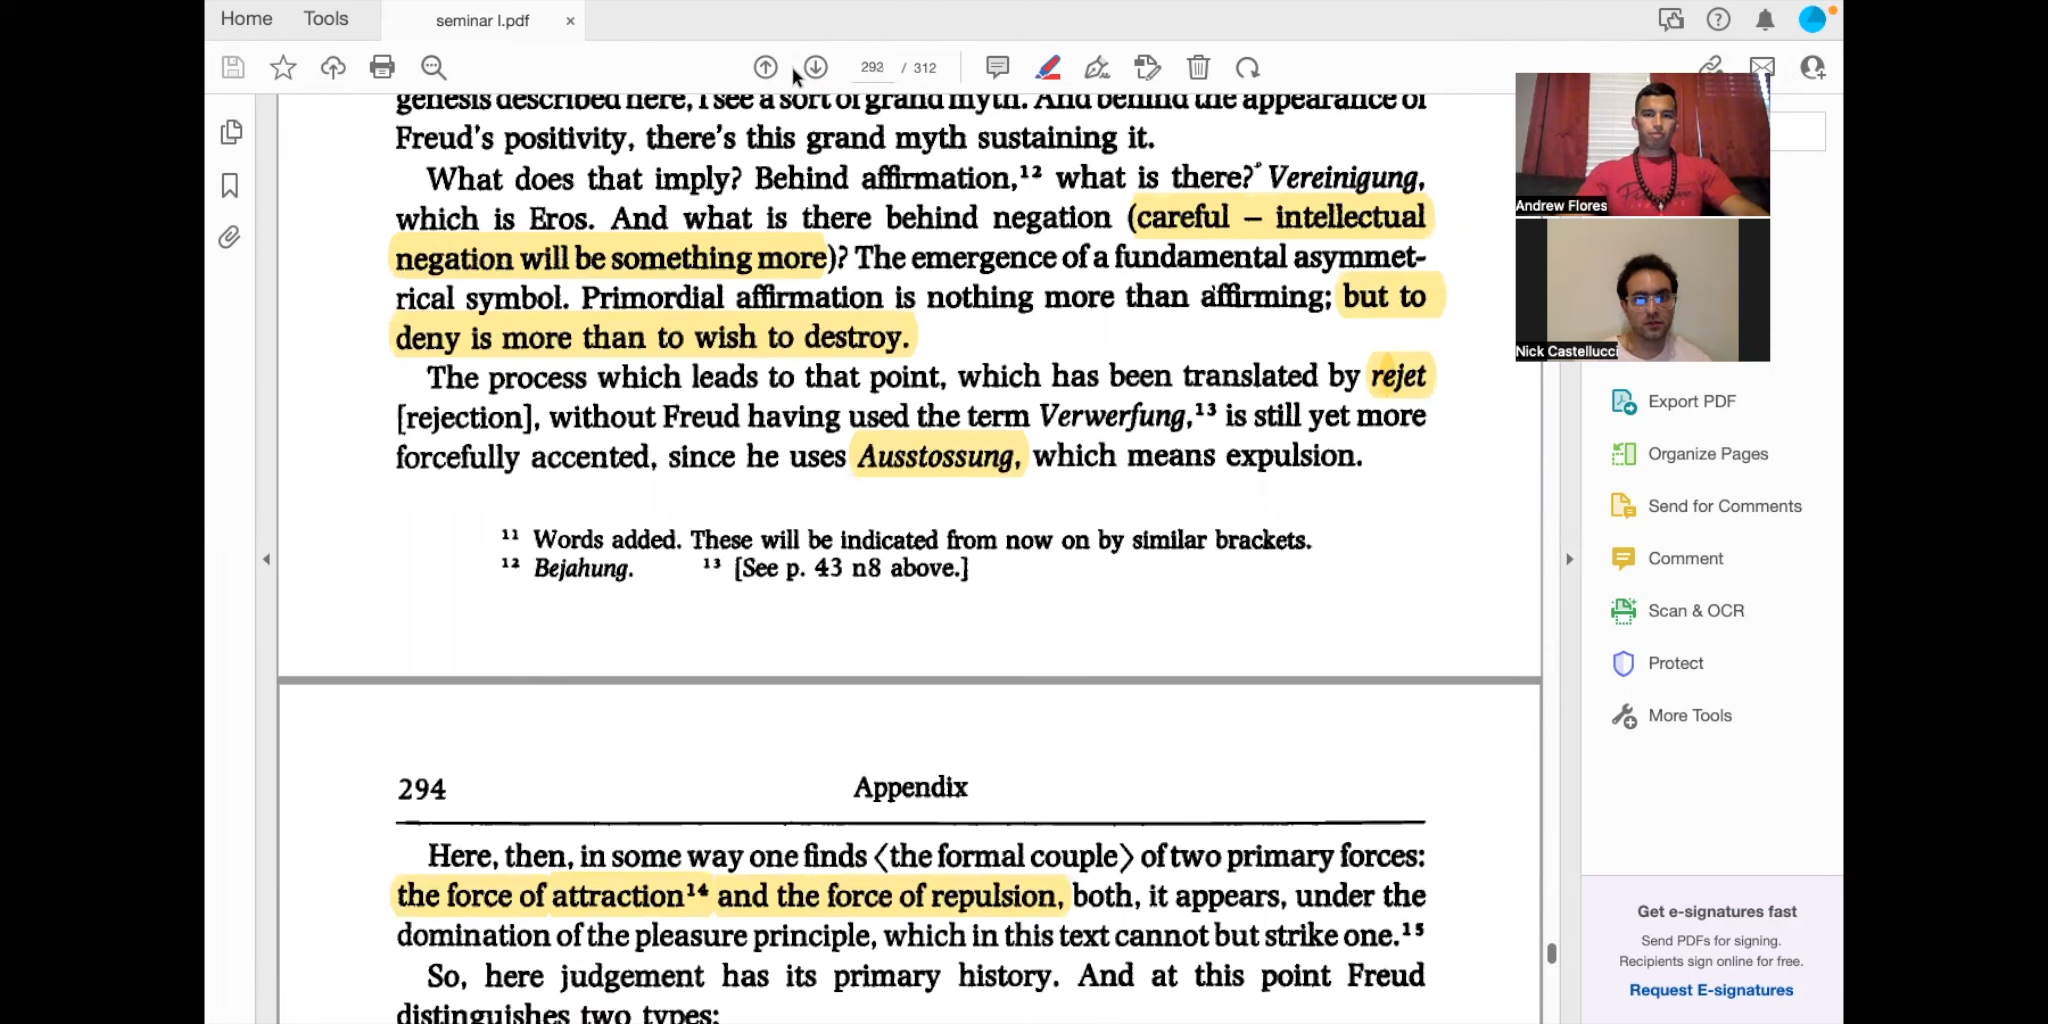 Home Tools seminar I.pdf ×
292 / 312
genesis described here, I see a sort of grand myth. And behind the appearance of
Freud's positivity, there's this grand myth sustaining it.
What does that imply? Behind affirmation,¹² what is there? Vereinigung,
which is Eros. And what is there behind negation (careful – intellectual
negation will be something more)? The emergence of a fundamental asymmet-
rical symbol. Primordial affirmation is nothing more than affirming; but to
deny is more than to wish to destroy.
The process which leads to that point, which has been translated by rejet
[rejection], without Freud having used the term Verwerfung,¹³ is still yet more
forcefully accented, since he uses Ausstossung, which means expulsion.
¹¹ Words added. These will be indicated from now on by similar brackets.
¹² Bejahung. ¹³ [See p. 43 n8 above.]
294 Appendix
Here, then, in some way one finds ⟨the formal couple⟩ of two primary forces:
the force of attraction¹⁴ and the force of repulsion, both, it appears, under the
domination of the pleasure principle, which in this text cannot but strike one.¹⁵
So, here judgement has its primary history. And at this point Freud
distinguishes two types:
Andrew Flores
Nick Castellucci
Export PDF
Organize Pages
Send for Comments
Comment
Scan & OCR
Protect
More Tools
Get e-signatures fast
Send PDFs for signing.
Recipients sign online for free.
Request E-signatures